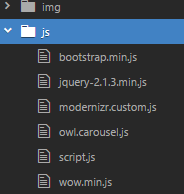 img
js
bootstrap.min.js
jquery-2.1.3.min.js
modernizr.custom.js
owl.carousel.js
script.js
wow.min.js